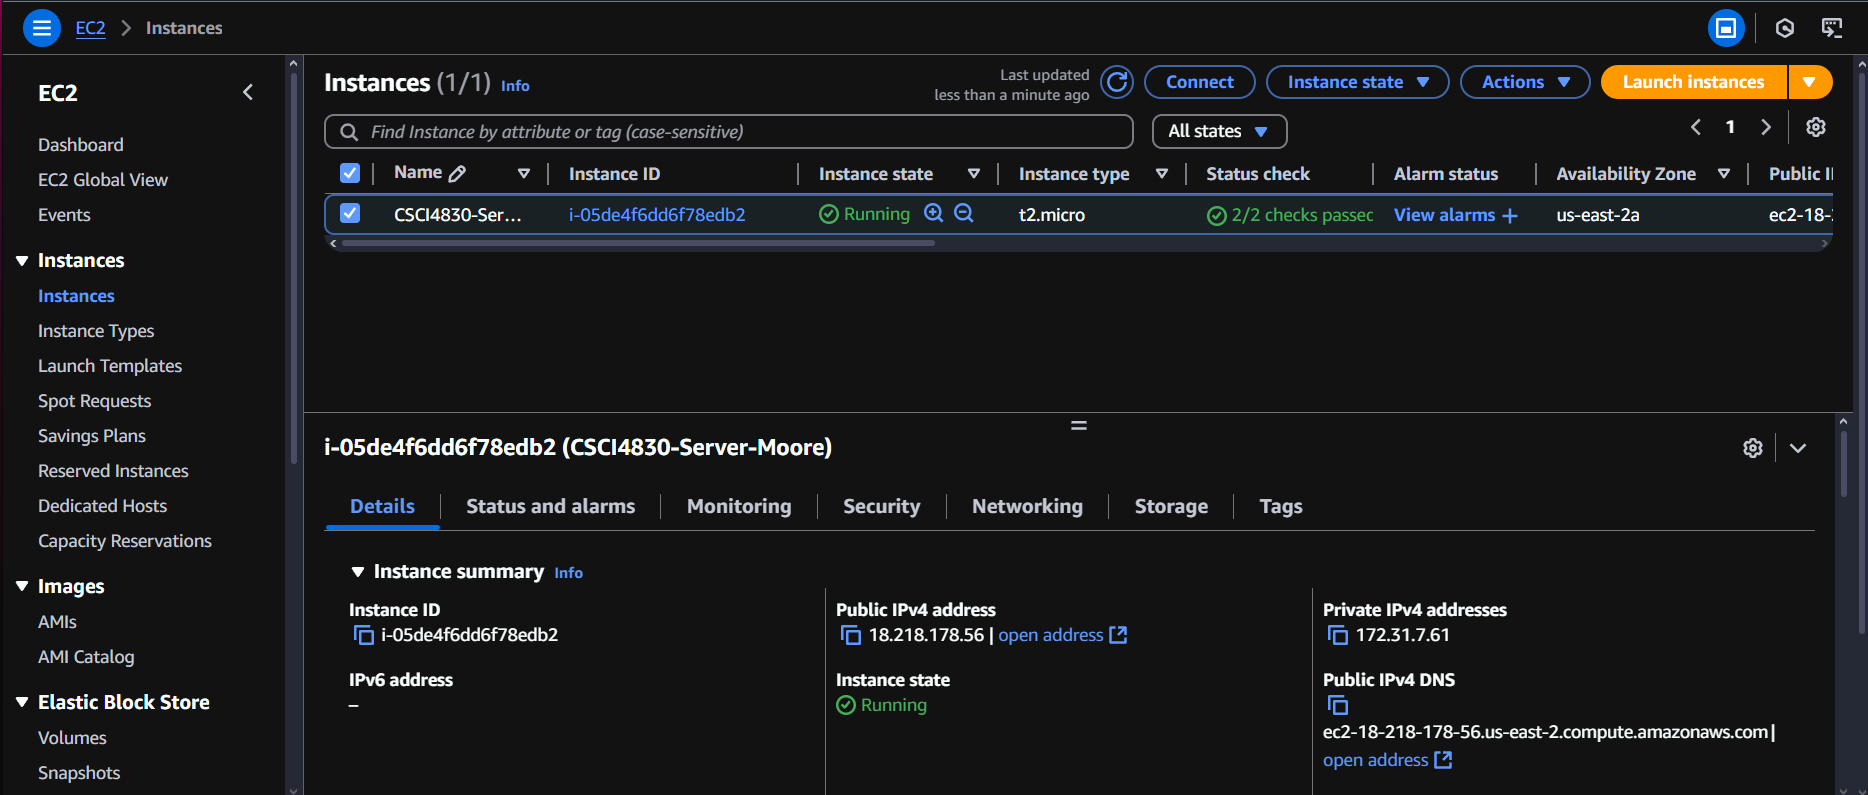 EC2 > Instances
EC2
Dashboard
EC2 Global View
Events
Instances
Instances
Instance Types
Launch Templates
Spot Requests
Savings Plans
Reserved Instances
Dedicated Hosts
Capacity Reservations
Images
AMIs
AMI Catalog
Elastic Block Store
Volumes
Snapshots
Instances (1/1) Info
Last updated
less than a minute ago
Connect
Instance state
Actions
Launch instances
Find Instance by attribute or tag (case-sensitive)
All states
1
Name Instance ID Instance state Instance type Status check Alarm status Availability Zone Public I
CSCI4830-Ser... i-05de4f6dd6f78edb2 Running t2.micro 2/2 checks passec View alarms + us-east-2a ec2-18-
i-05de4f6dd6f78edb2 (CSCI4830-Server-Moore)
Details Status and alarms Monitoring Security Networking Storage Tags
Instance summary Info
Instance ID
i-05de4f6dd6f78edb2
IPv6 address
–
Public IPv4 address
18.218.178.56 | open address
Instance state
Running
Private IPv4 addresses
172.31.7.61
Public IPv4 DNS
ec2-18-218-178-56.us-east-2.compute.amazonaws.com |
open address